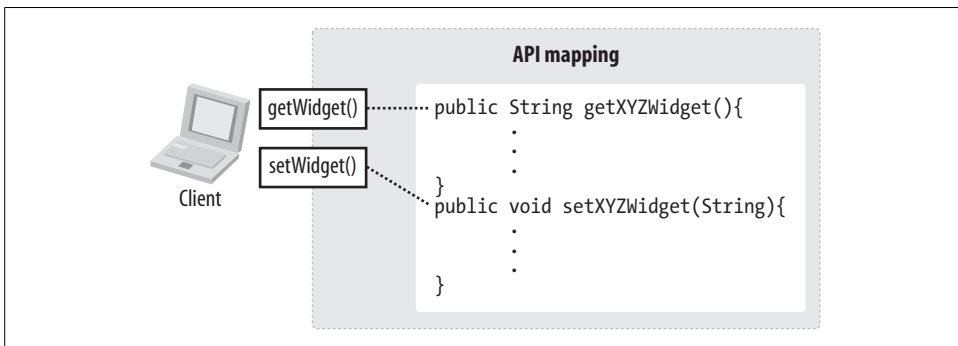 API mapping
getWidget()
setWidget()
Client
public String getXYZWidget(){
.
.
.
}
public void setXYZWidget(String){
.
.
.
}